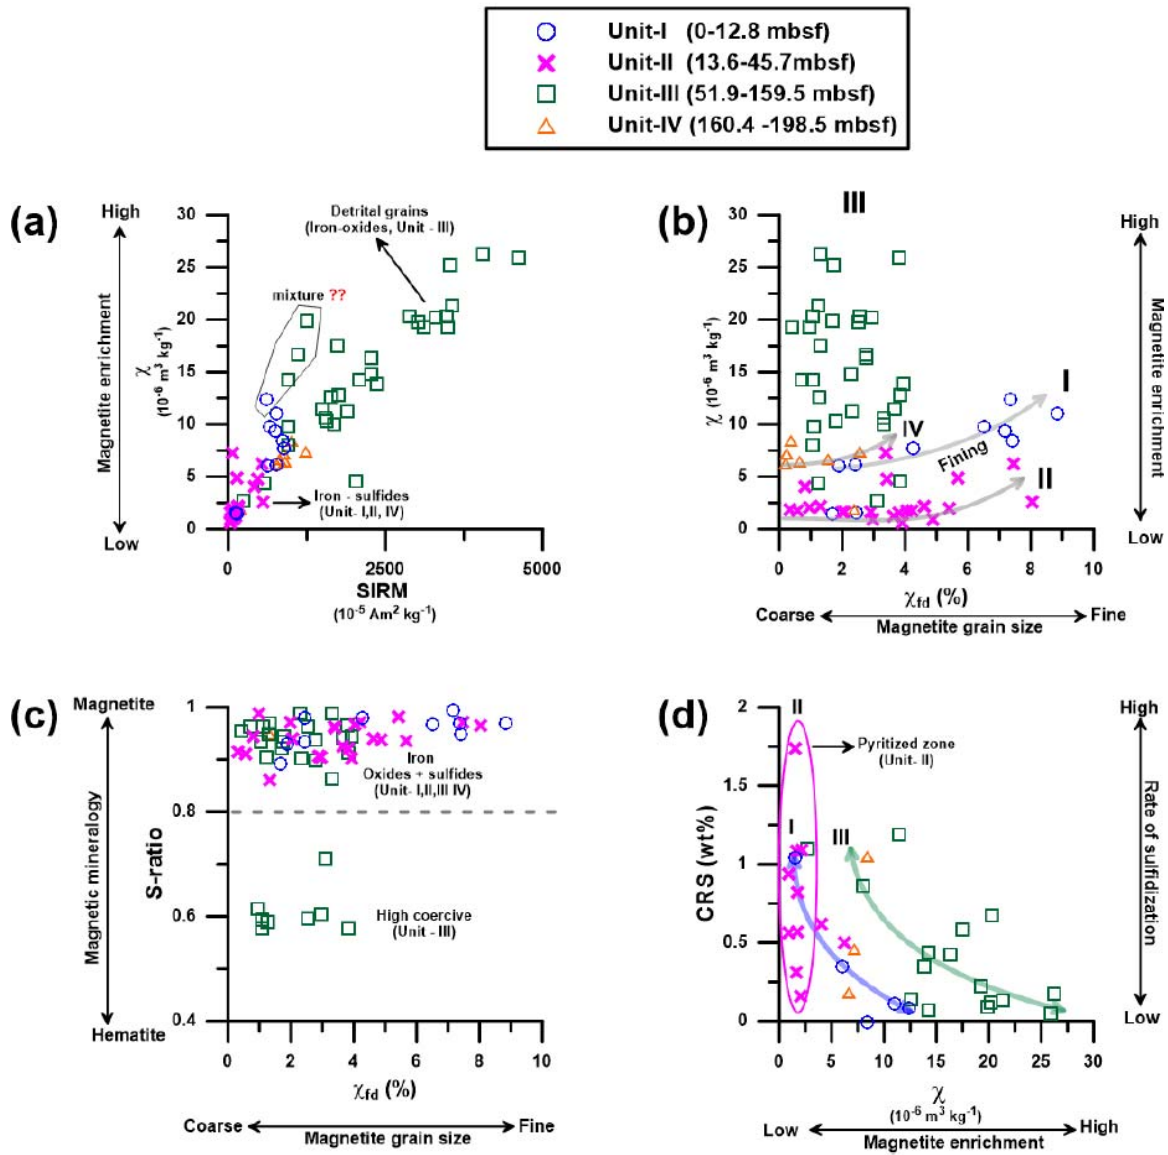 Unit-I (0-12.8 mbsf)
Unit-II (13.6-45.7mbsf)
Unit-III (51.9-159.5 mbsf)
Unit-IV (160.4 -198.5 mbsf)
(a)
High
Magnetite enrichment
Low
χ
(10⁻⁶ m³ kg⁻¹)
30
25
20
15
10
5
0
Detrital grains
(Iron-oxides, Unit - III)
mixture ??
Iron - sulfides
(Unit- I,II, IV)
0
2500
5000
SIRM
(10⁻⁵ Am² kg⁻¹)
(b)
III
χ (10⁻⁶ m³ kg⁻¹)
30
25
20
15
10
5
0
I
IV
Fining
II
High
Magnetite enrichment
Low
0 2 4 6 8 10
χfd (%)
Coarse Fine
Magnetite grain size
(c)
Magnetite
Magnetic mineralogy
Hematite
S-ratio
1
0.8
0.6
0.4
Iron
Oxides + sulfides
(Unit- I,II,III IV)
High coercive
(Unit - III)
0 2 4 6 8 10
χfd (%)
Coarse Fine
Magnetite grain size
(d)
CRS (wt%)
2
1.5
1
0.5
0
II
Pyritized zone
(Unit- II)
I
III
High
Rate of sulfidization
Low
0 5 10 15 20 25 30
χ
(10⁻⁶ m³ kg⁻¹)
Low High
Magnetite enrichment